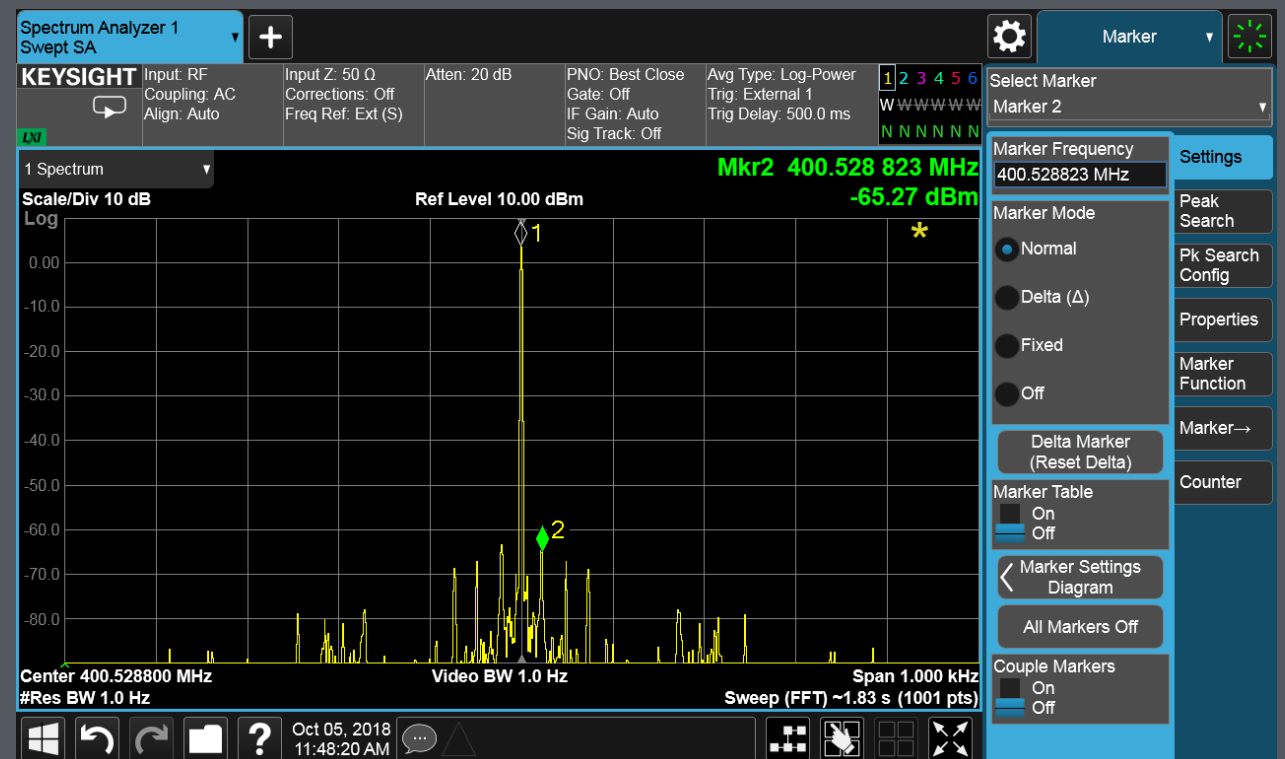 Spectrum Analyzer 1
Swept SA
Marker
KEYSIGHT
LXI
Input: RF
Coupling: AC
Align: Auto
Input Z: 50 Ω
Corrections: Off
Freq Ref: Ext (S)
Atten: 20 dB
PNO: Best Close
Gate: Off
IF Gain: Auto
Sig Track: Off
Avg Type: Log-Power
Trig: External 1
Trig Delay: 500.0 ms
1 2 3 4 5 6
W W W W W W
N N N N N N
1 Spectrum
Mkr2 400.528 823 MHz
-65.27 dBm
Scale/Div 10 dB
Ref Level 10.00 dBm
Log
1
*
0.00
-10.0
-20.0
-30.0
-40.0
-50.0
-60.0
2
-70.0
-80.0
Center 400.528800 MHz
Video BW 1.0 Hz
Span 1.000 kHz
#Res BW 1.0 Hz
Sweep (FFT) ~1.83 s (1001 pts)
?
Oct 05, 2018
11:48:20 AM
Select Marker
Marker 2
Marker Frequency
400.528823 MHz
Marker Mode
Normal
Delta (Δ)
Fixed
Off
Delta Marker
(Reset Delta)
Marker Table
On
Off
Marker Settings
Diagram
All Markers Off
Couple Markers
On
Off
Settings
Peak
Search
Pk Search
Config
Properties
Marker
Function
Marker→
Counter